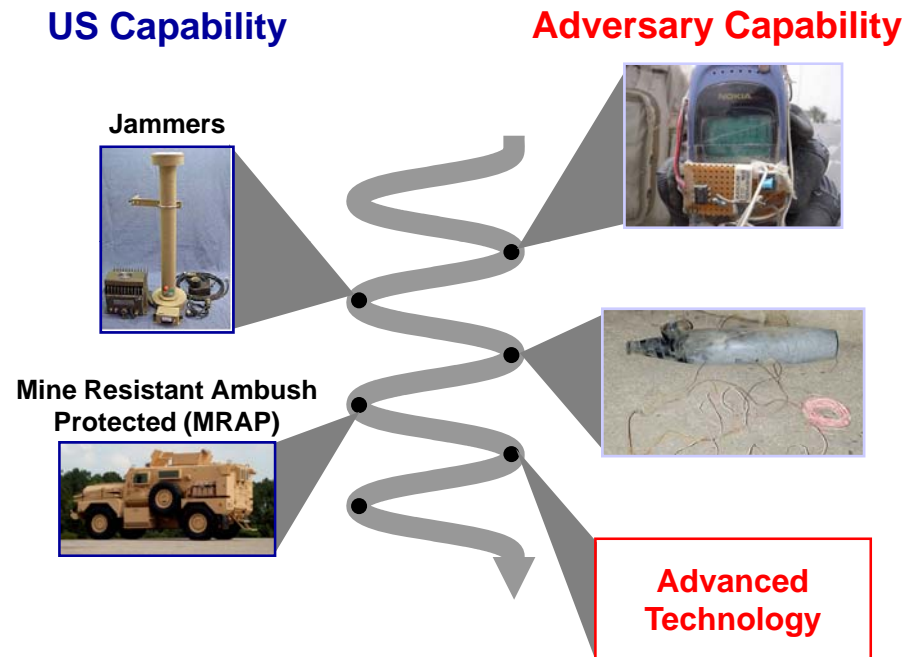 US Capability
Adversary Capability
NOKIA
Jammers
Mine Resistant Ambush
Protected (MRAP)
Advanced
Technology